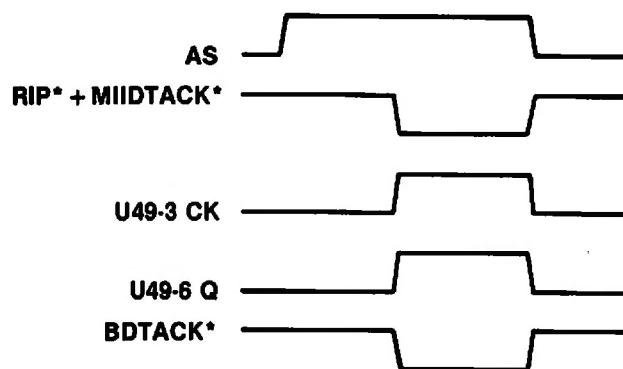 AS
RIP* + MIIDTACK*
U49-3 CK
U49-6 Q
BDTACK*